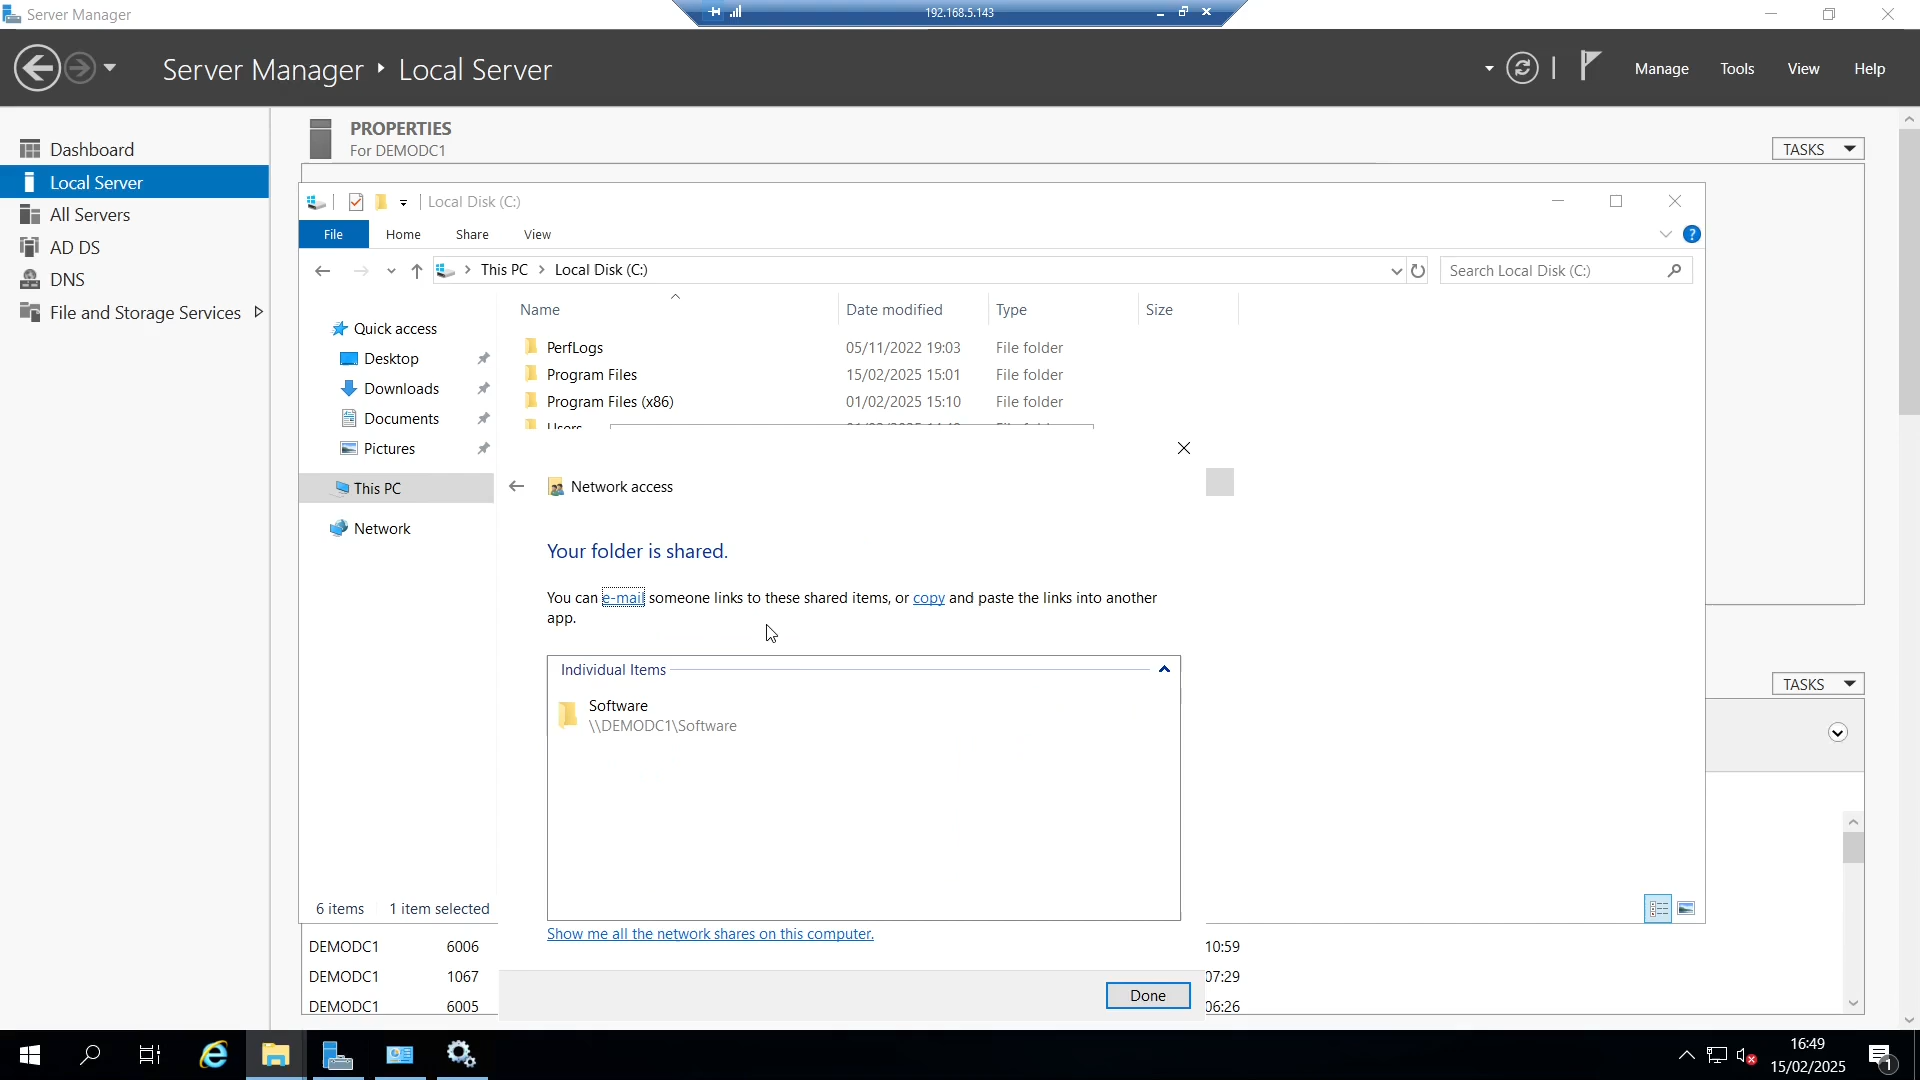 Server Manager
192.168.5.143
Server Manager
Local Server
Manage
Tools
View
Help
Dashboard
Local Server
All Servers
AD DS
DNS
File and Storage Services
PROPERTIES
For DEMODC1
TASKS
Local Disk (C:)
File
Home
Share
View
?
This PC
Local Disk (C:)
Search Local Disk (C:)
Name
Date modified
Type
Size
Quick access
Desktop
Downloads
Documents
Pictures
This PC
Network
PerfLogs
05/11/2022 19:03
File folder
Program Files
15/02/2025 15:01
File folder
Program Files (x86)
01/02/2025 15:10
File folder
Users
Network access
Your folder is shared.
You can e-mail someone links to these shared items, or copy and paste the links into another
app.
Individual Items
Software
\\DEMODC1\Software
Show me all the network shares on this computer.
Done
TASKS
6 items
1 item selected
DEMODC1
6006
10:59
DEMODC1
1067
07:29
DEMODC1
6005
06:26
16:49
15/02/2025
1